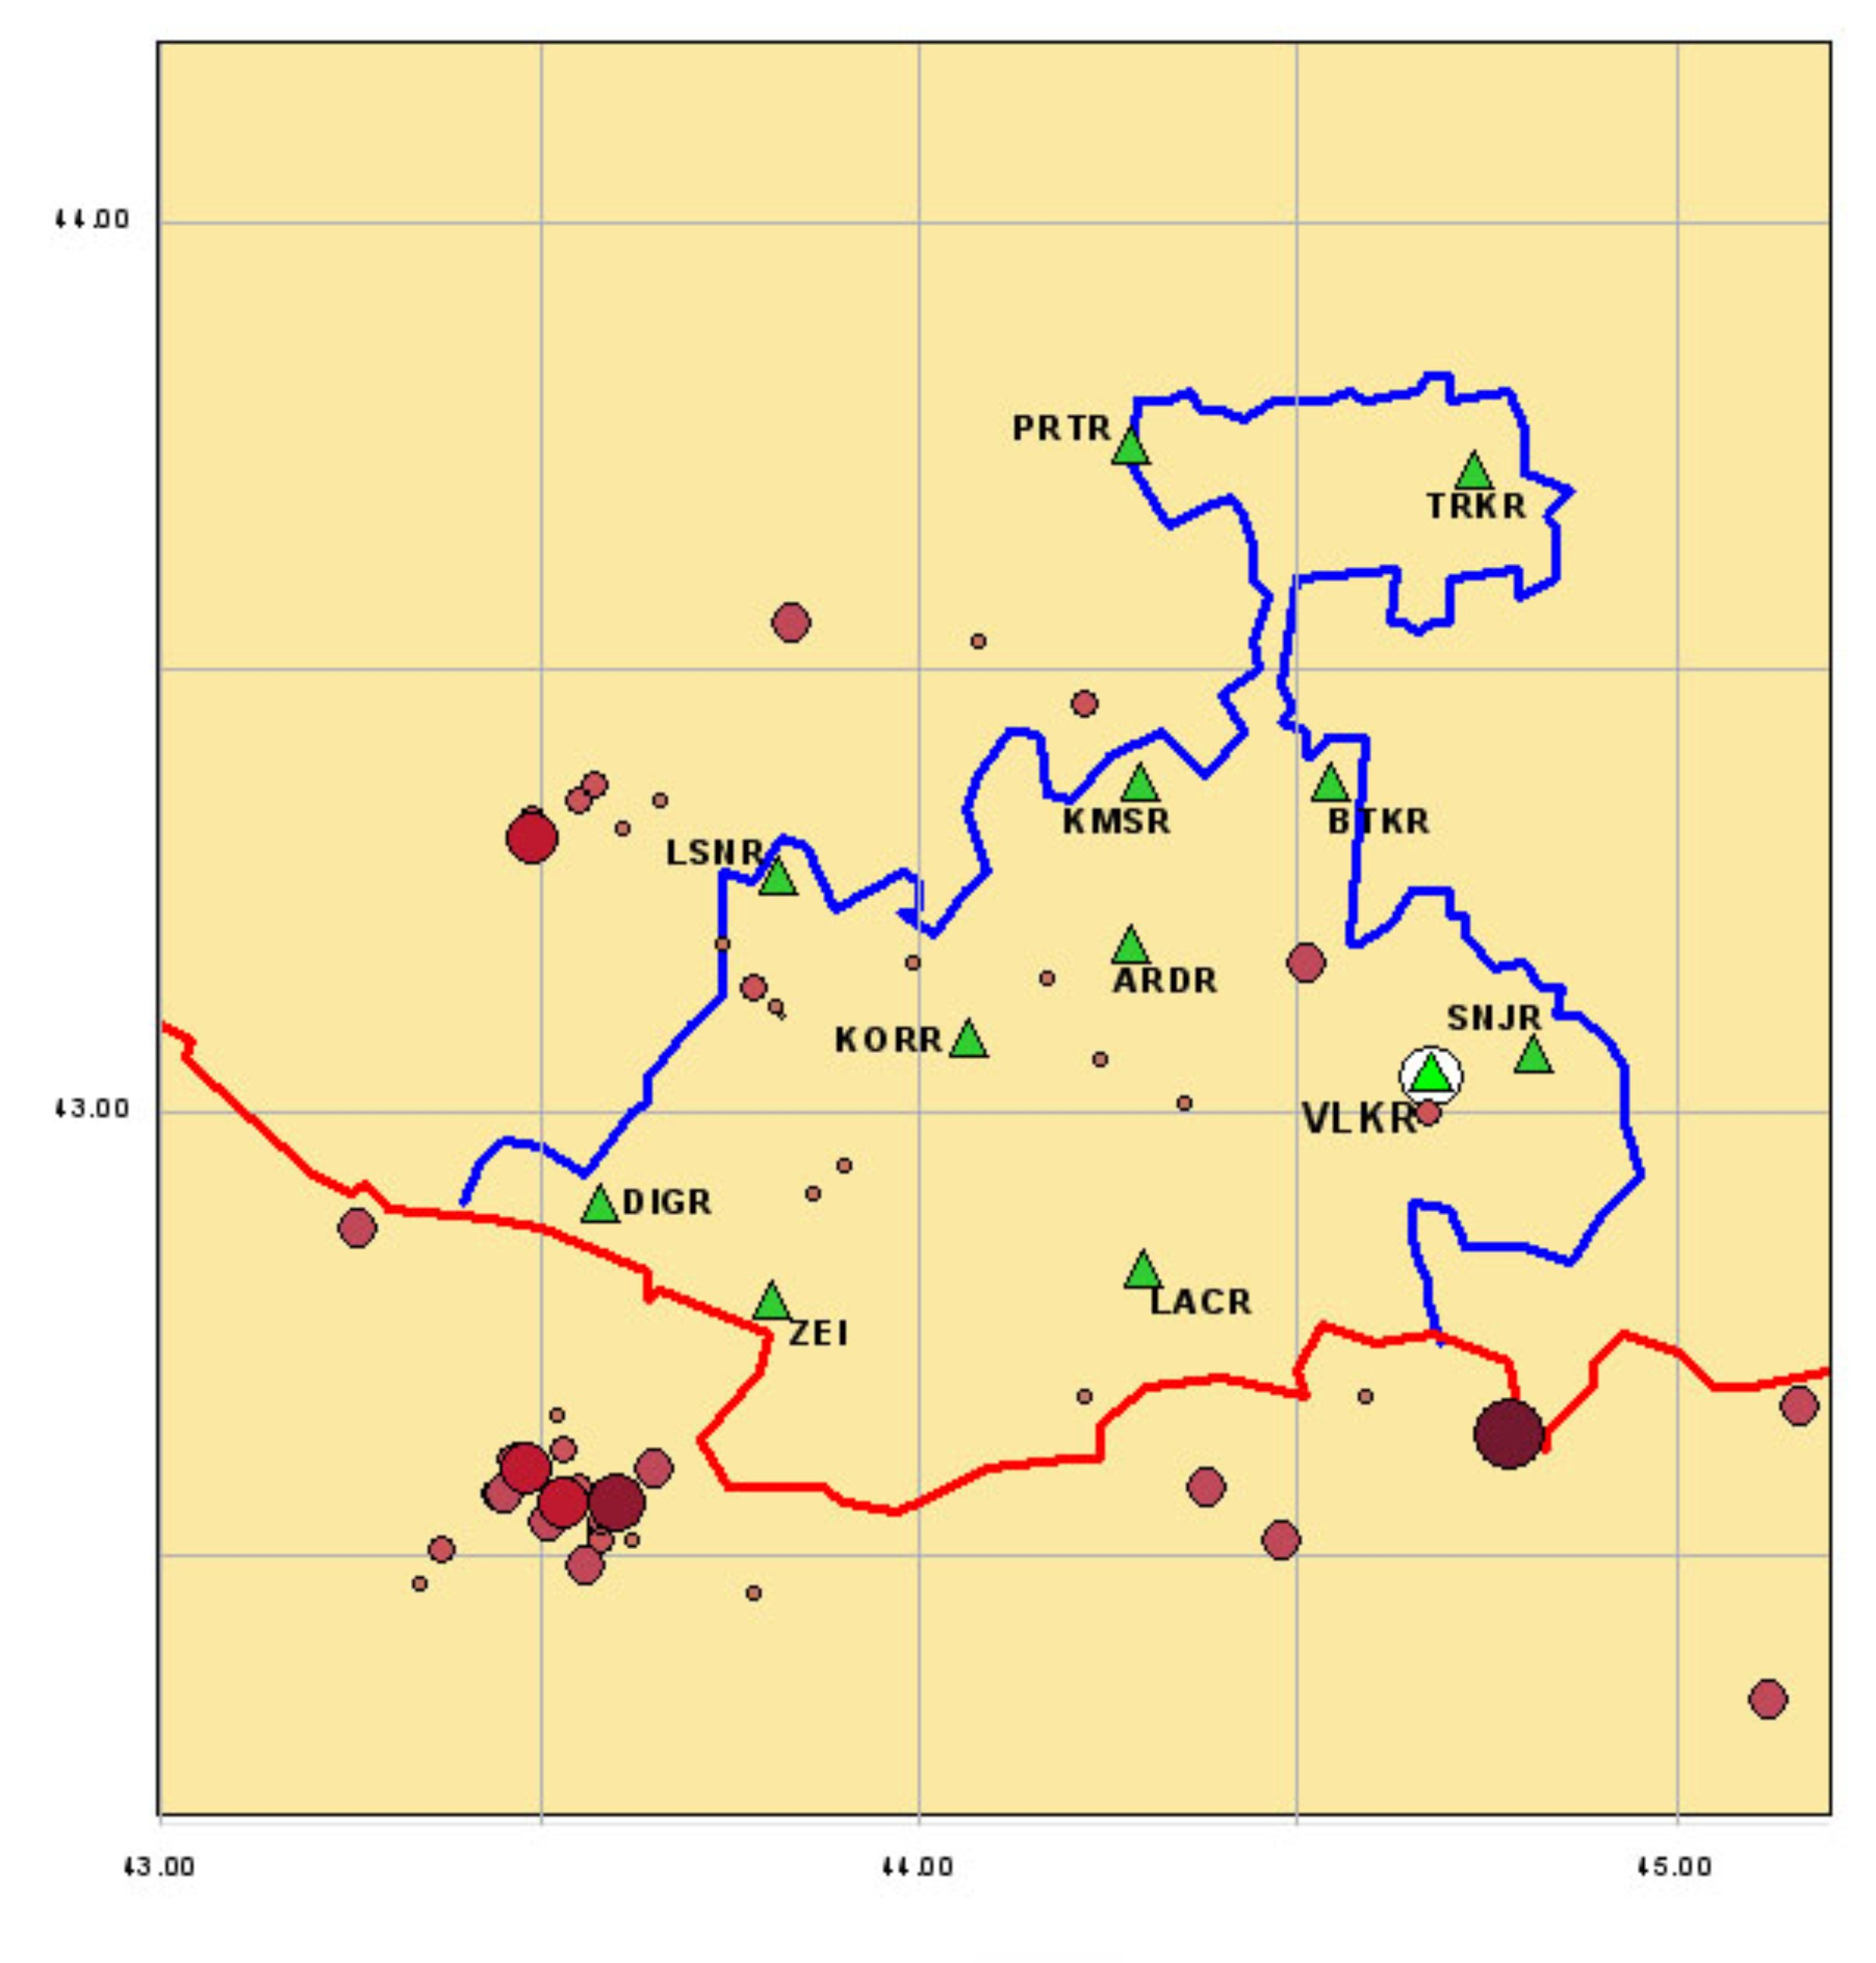 44.00
PRTR
TRKR
KMSR
BTKR
LSNR
ARDR
SNJR
KORR
43.00
VLKR
DIGR
LACR
ZEI
43.00
44.00
45.00